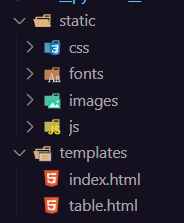 static
css
fonts
images
js
templates
index.html
table.html